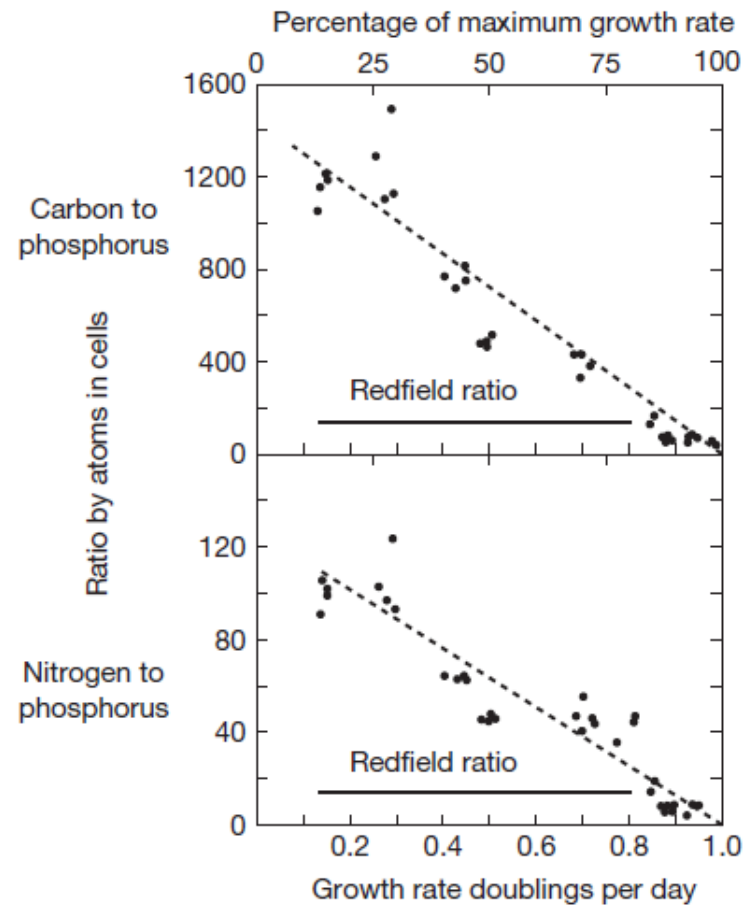 Percentage of maximum growth rate
0 25 50 75 100
1600
1200
800
400
0
Carbon to
phosphorus
Redfield ratio
Ratio by atoms in cells
120
80
40
0
Nitrogen to
phosphorus
Redfield ratio
0.2 0.4 0.6 0.8 1.0
Growth rate doublings per day